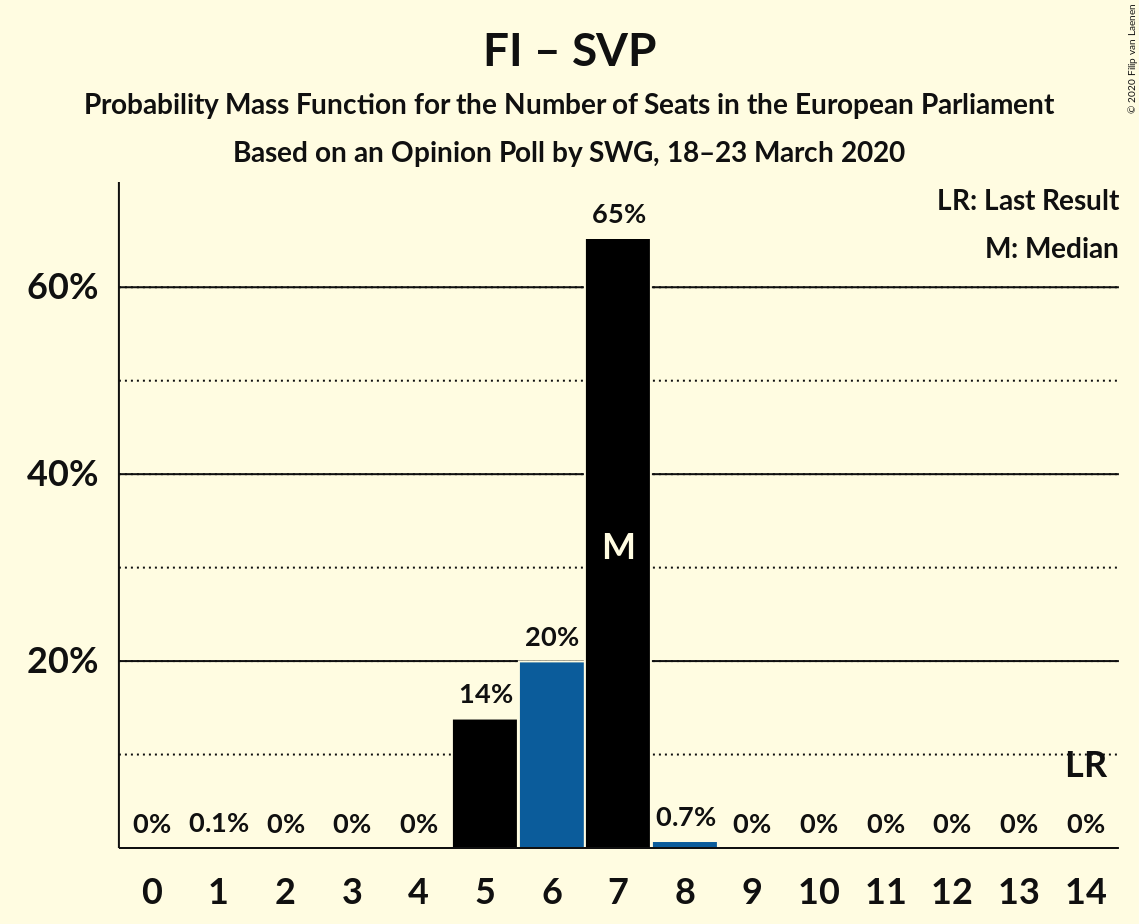 FI – SVP
Probability Mass Function for the Number of Seats in the European Parliament
Based on an Opinion Poll by SWG, 18–23 March 2020
© 2020 Filip van Laenen
LR: Last Result
M: Median
65%
60%
40%
M
20%
20%
14%
LR
0% 0.1% 0% 0% 0% 0.7% 0% 0% 0% 0% 0% 0%
0 1 2 3 4 5 6 7 8 9 10 11 12 13 14